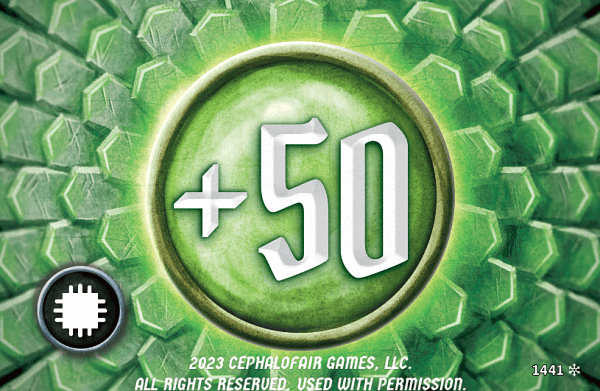 +50
2023 CEPHALOFAIR GAMES, LLC.
ALL RIGHTS RESERVED. USED WITH PERMISSION.
1441